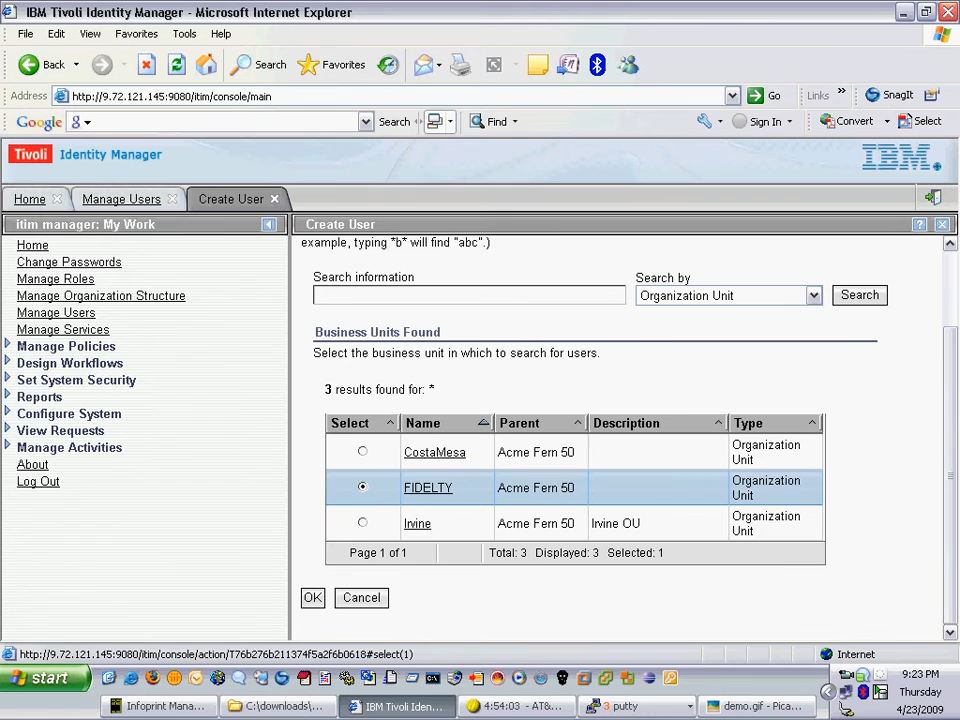 IBM Tivoli Identity Manager - Microsoft Internet Explorer
File Edit View Favorites Tools Help
Back Search Favorites
Address http://9.72.121.145:9080/itim/console/main Go Links » SnagIt
Google g Search Find Sign In Convert Select
Tivoli Identity Manager IBM.
Home Manage Users Create User
itim manager: My Work
Home
Change Passwords
Manage Roles
Manage Organization Structure
Manage Users
Manage Services
Manage Policies
Design Workflows
Set System Security
Reports
Configure System
View Requests
Manage Activities
About
Log Out
Create User ?
example, typing *b* will find "abc".)
Search information Search by
Organization Unit Search
Business Units Found
Select the business unit in which to search for users.
3 results found for: *
Select Name Parent Description Type
CostaMesa Acme Fern 50 Organization Unit
FIDELTY Acme Fern 50 Organization Unit
Irvine Acme Fern 50 Irvine OU Organization Unit
Page 1 of 1 Total: 3 Displayed: 3 Selected: 1
OK Cancel
http://9.72.121.145:9080/itim/console/action/T76b276b211374f5a2f6b0618#select(1) Internet
start 9:23 PM
Thursday
4/23/2009
Infoprint Mana... C:\downloads\... IBM Tivoli Iden... 4:54:03 - AT&... 3 putty demo.gif - Pica...